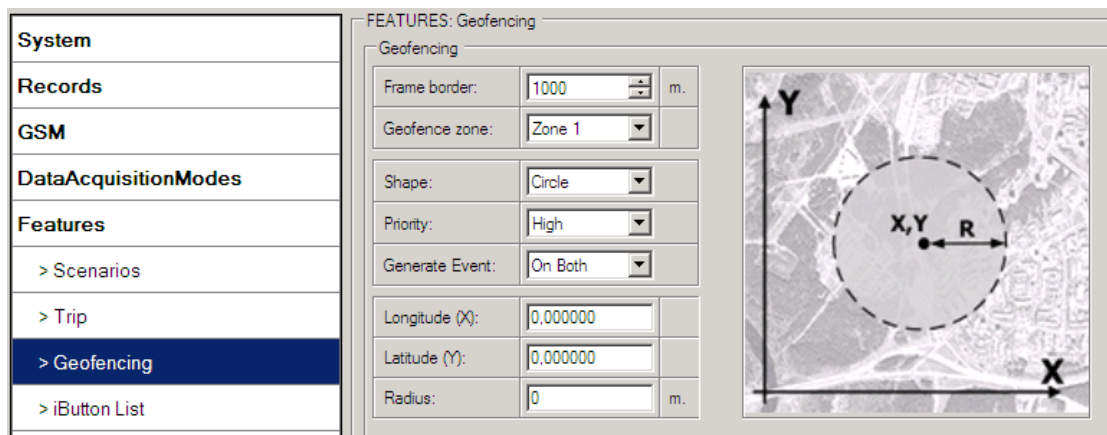 System
Records
GSM
DataAcquisitionModes
Features
> Scenarios
> Trip
> Geofencing
> iButton List
FEATURES: Geofencing
Geofencing
Frame border: 1000 m.
Geofence zone: Zone 1
Shape: Circle
Priority: High
Generate Event: On Both
Longitude (X): 0,000000
Latitude (Y): 0,000000
Radius: 0 m.
Y
X,Y R
X